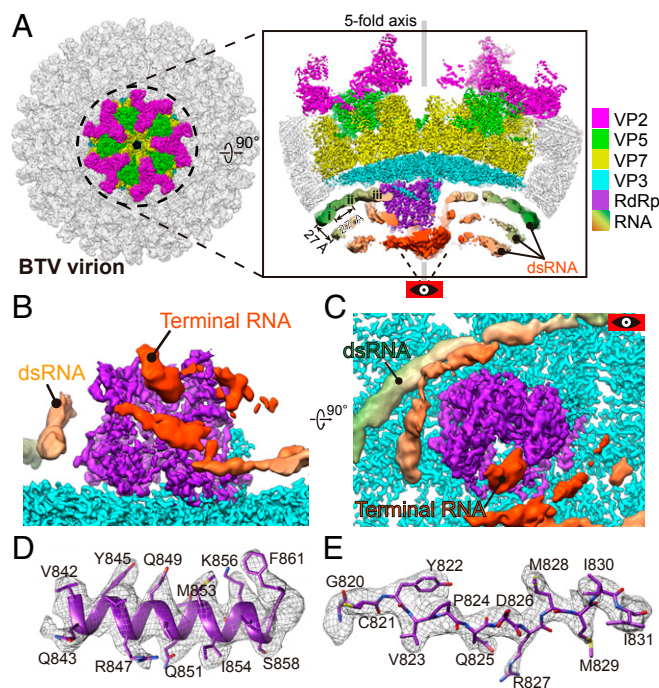 A
5-fold axis
90°
BTV virion
i
ii
iii
27 Å
27 Å
dsRNA
VP2
VP5
VP7
VP3
RdRp
RNA
B
Terminal RNA
dsRNA
90°
C
dsRNA
Terminal RNA
D
V842
Y845
Q849
M853
K856
F861
Q843
R847
Q851
I854
S858
E
G820
C821
Y822
V823
P824
Q825
D826
R827
M828
M829
I830
I831